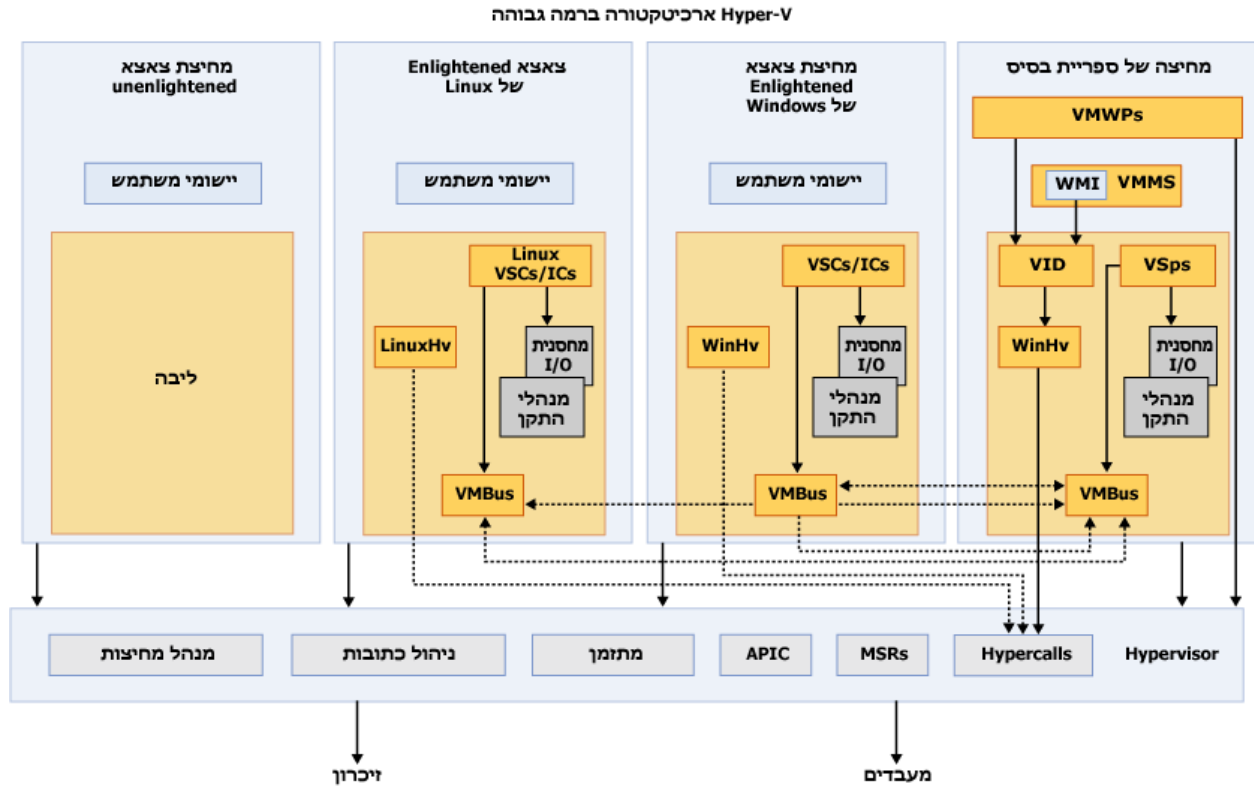 Hyper-V ארכיטקטורה ברמה גבוהה
מחיצה של ספריית בסיס
VMWPs
WMI
VMMS
VID
VSps
WinHv
מחסנית
I/O
מנהלי
התקן
VMBus
מחיצת צאצא
Enlightened
של Windows
יישומי משתמש
VSCs/ICs
WinHv
מחסנית
I/O
מנהלי
התקן
VMBus
צאצא Enlightened
של Linux
יישומי משתמש
Linux
VSCs/ICs
LinuxHv
מחסנית
I/O
מנהלי
התקן
VMBus
מחיצת צאצא
unenlightened
יישומי משתמש
ליבה
Hypervisor
Hypercalls
MSRs
APIC
מתזמן
ניהול כתובות
מנהל מחיצות
מעבדים
זיכרון